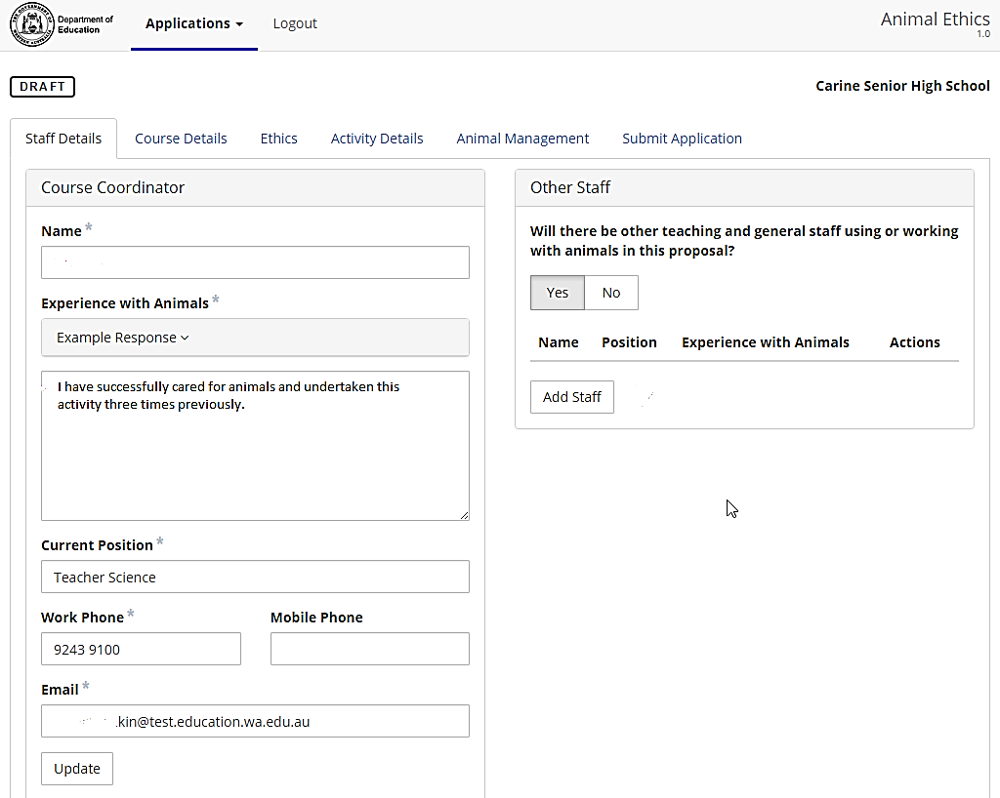 Department of
Education
Applications
Logout
Animal Ethics
1.0
DRAFT
Carine Senior High School
Staff Details
Course Details
Ethics
Activity Details
Animal Management
Submit Application
Course Coordinator
Name *
Experience with Animals *
Example Response
I have successfully cared for animals and undertaken this
activity three times previously.
Current Position *
Teacher Science
Work Phone *
Mobile Phone
9243 9100
Email *
kin@test.education.wa.edu.au
Update
Other Staff
Will there be other teaching and general staff using or working
with animals in this proposal?
Yes
No
Name Position Experience with Animals Actions
Add Staff